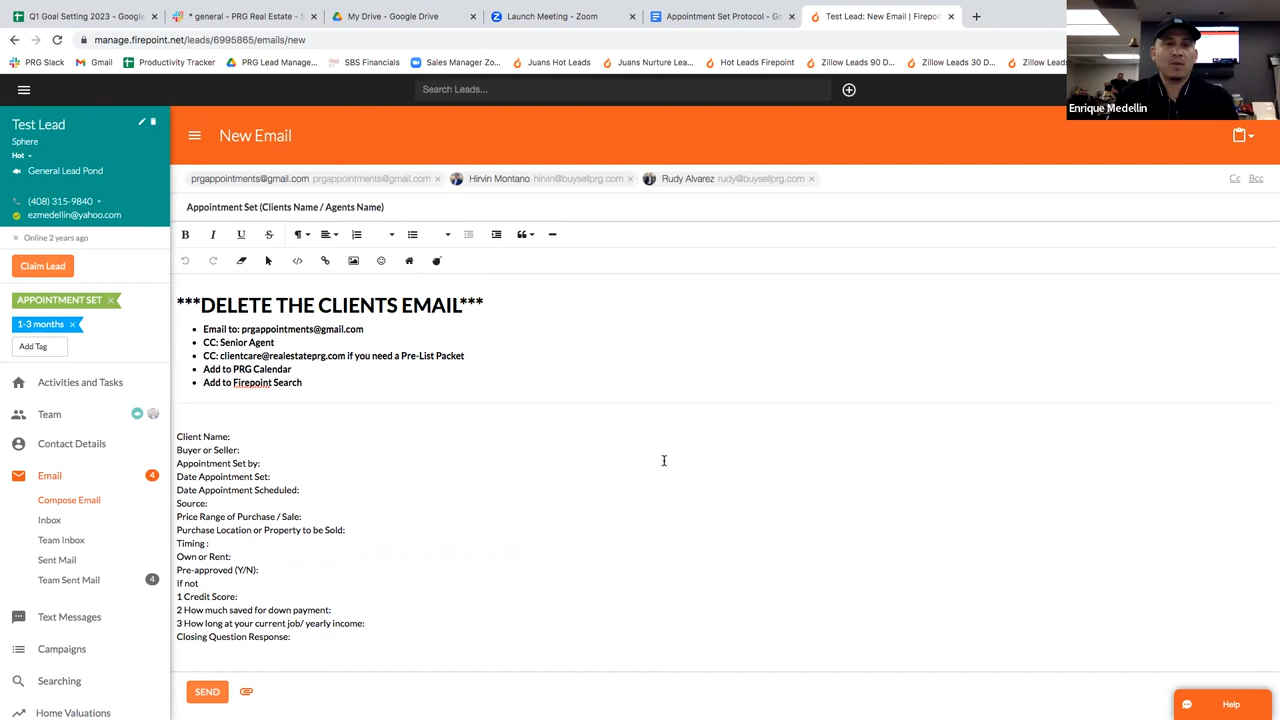 Q1 Goal Setting 2023 - Google
* general - PRG Real Estate - S
My Drive - Google Drive
Launch Meeting - Zoom
Appointment Set Protocol - Go
Test Lead: New Email | Firepoin
manage.firepoint.net/leads/6995865/emails/new
PRG Slack
Gmail
Productivity Tracker
PRG Lead Manage...
SBS Financials
Sales Manager Zo...
Juans Hot Leads
Juans Nurture Lea...
Hot Leads Firepoint
Zillow Leads 90 D...
Zillow Leads 30 D...
Zillow Leads
Enrique Medellin
Search Leads...
Test Lead
Sphere
Hot
General Lead Pond
(408) 315-9840
ezmedellin@yahoo.com
Online 2 years ago
Claim Lead
APPOINTMENT SET
1-3 months
Add Tag
Activities and Tasks
Team
Contact Details
Email 4
Compose Email
Inbox
Team Inbox
Sent Mail
Team Sent Mail 4
Text Messages
Campaigns
Searching
Home Valuations
New Email
prgappointments@gmail.com prgappointments@gmail.com
Hirvin Montano hirvin@buysellprg.com
Rudy Alvarez rudy@buysellprg.com
Cc Bcc
Appointment Set (Clients Name / Agents Name)
***DELETE THE CLIENTS EMAIL***
Email to: prgappointments@gmail.com
CC: Senior Agent
CC: clientcare@realestateprg.com if you need a Pre-List Packet
Add to PRG Calendar
Add to Firepoint Search
Client Name:
Buyer or Seller:
Appointment Set by:
Date Appointment Set:
Date Appointment Scheduled:
Source:
Price Range of Purchase / Sale:
Purchase Location or Property to be Sold:
Timing :
Own or Rent:
Pre-approved (Y/N):
If not
1 Credit Score:
2 How much saved for down payment:
3 How long at your current job/ yearly income:
Closing Question Response:
SEND
Help